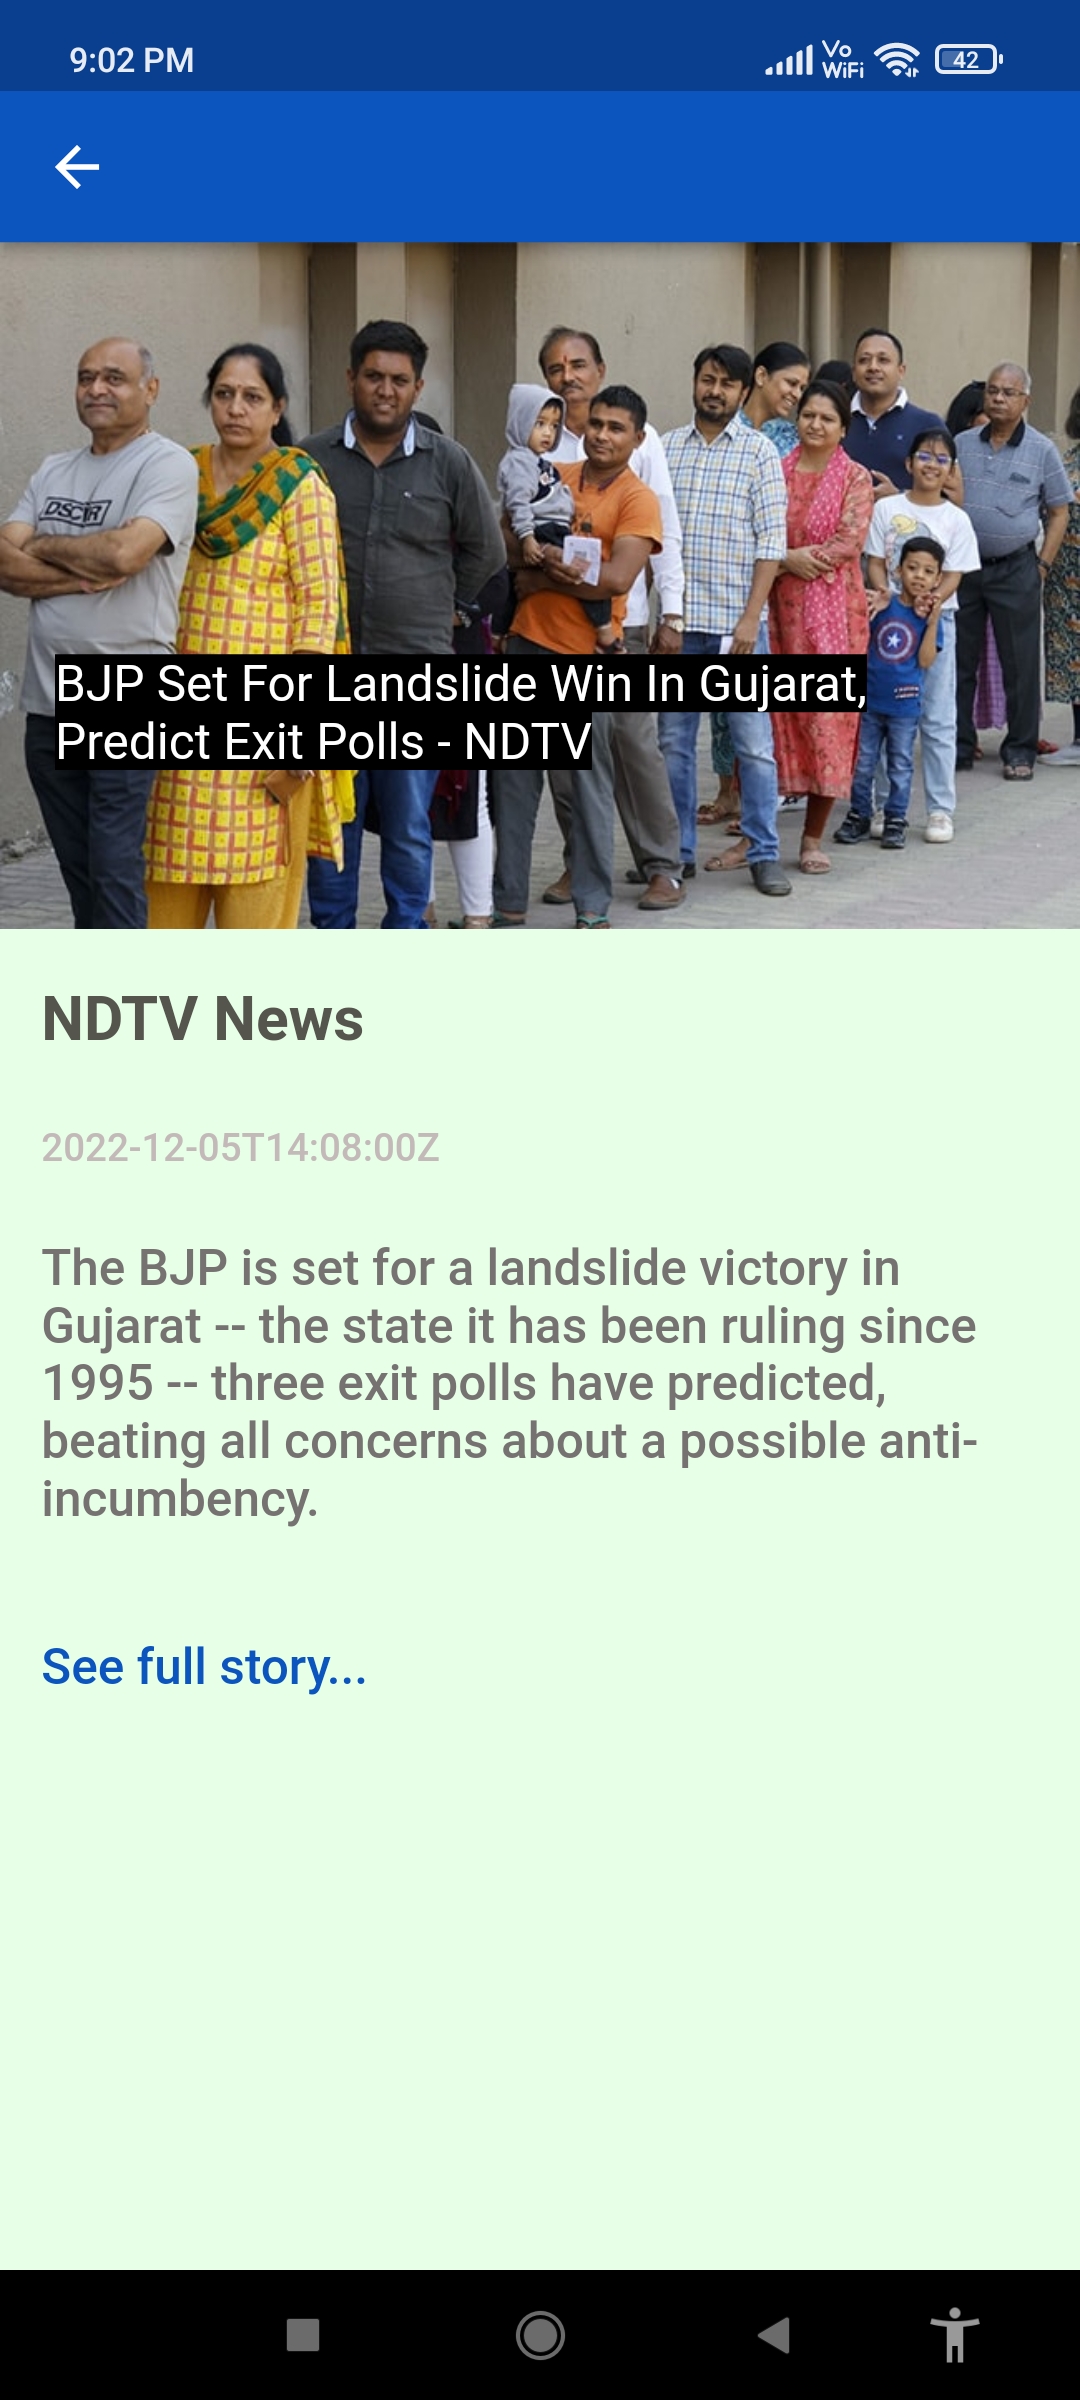 9:02 PM
Vo
WiFi
42
DSCTR
BJP Set For Landslide Win In Gujarat,
Predict Exit Polls - NDTV
NDTV News
2022-12-05T14:08:00Z
The BJP is set for a landslide victory in
Gujarat -- the state it has been ruling since
1995 -- three exit polls have predicted,
beating all concerns about a possible anti-
incumbency.
See full story...